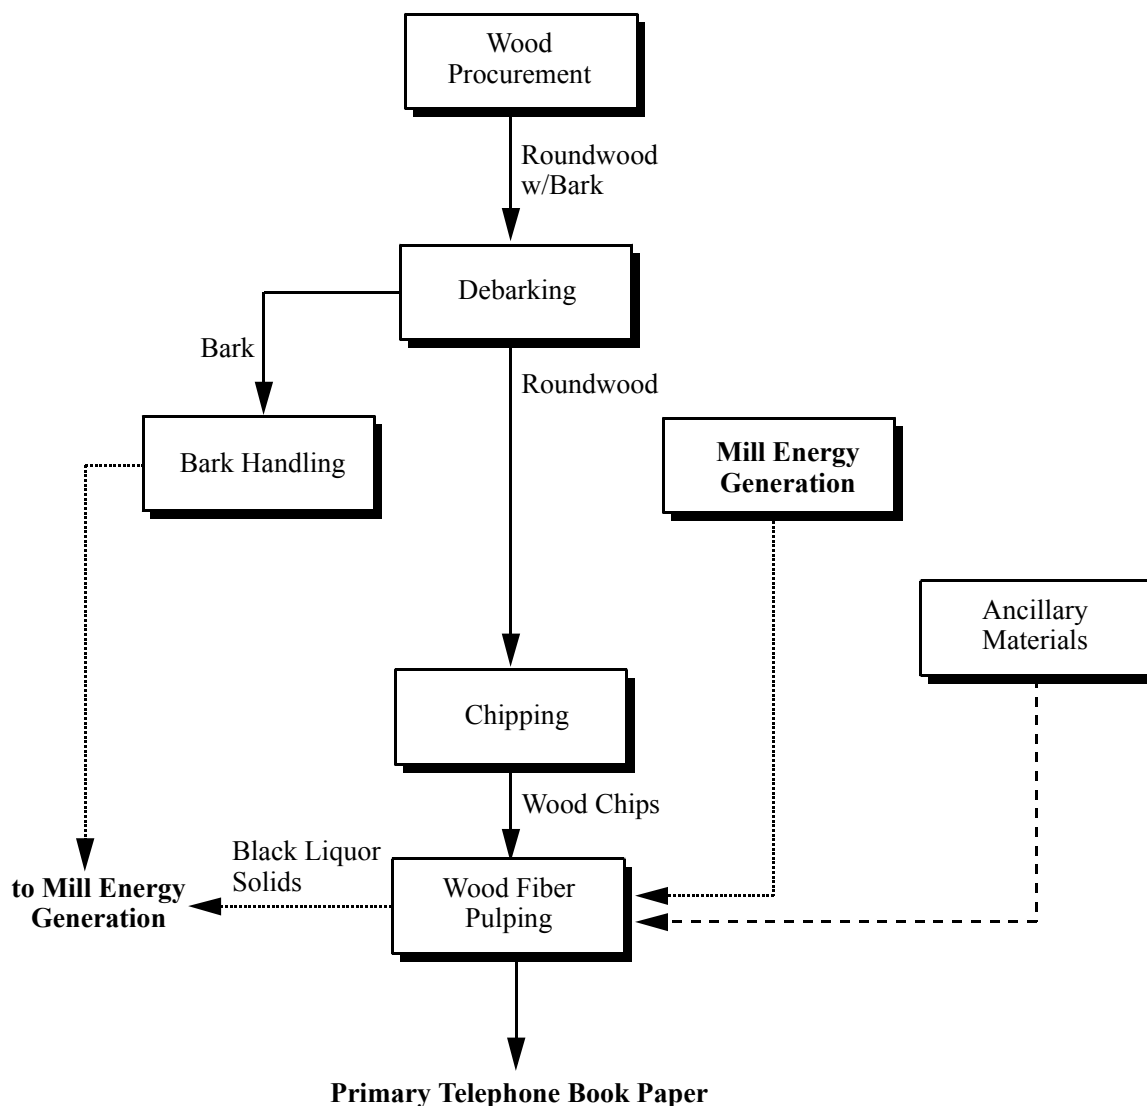 Wood
Procurement
Roundwood
w/Bark
Debarking
Bark
Roundwood
Bark Handling
Mill Energy
Generation
Ancillary
Materials
Chipping
Wood Chips
Black Liquor
Solids
to Mill Energy
Generation
Wood Fiber
Pulping
Primary Telephone Book Paper